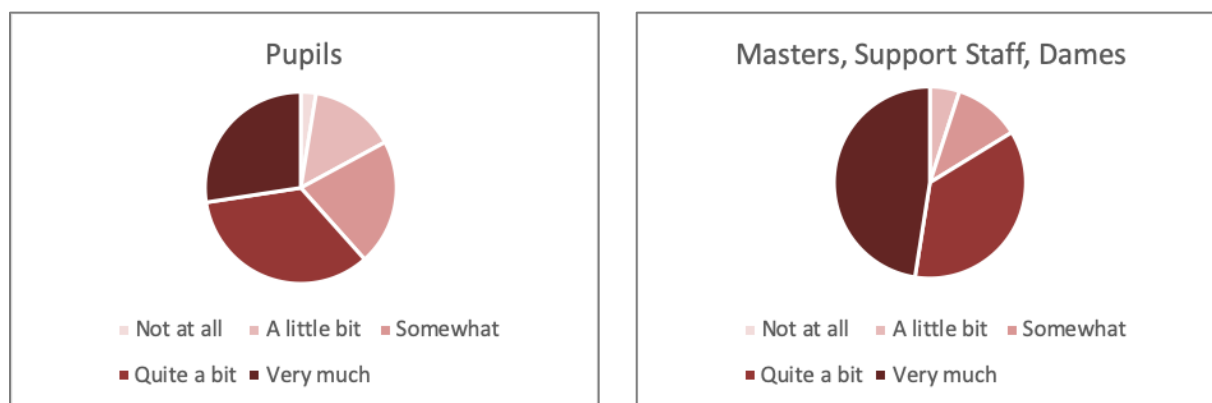 Pupils
Not at all A little bit Somewhat
Quite a bit Very much
Masters, Support Staff, Dames
Not at all A little bit Somewhat
Quite a bit Very much